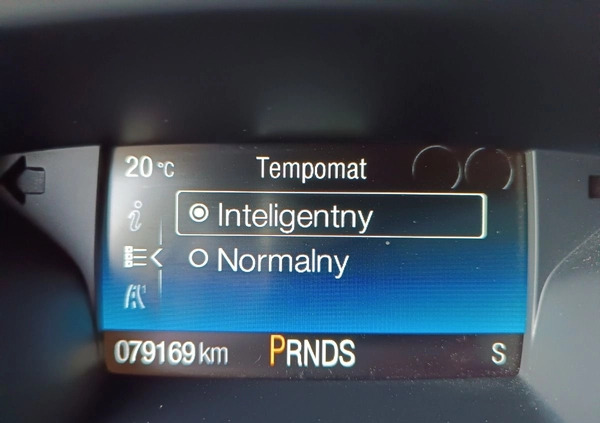 20 °C Tempomat
Inteligentny
Normalny
079169 km PRNDS S